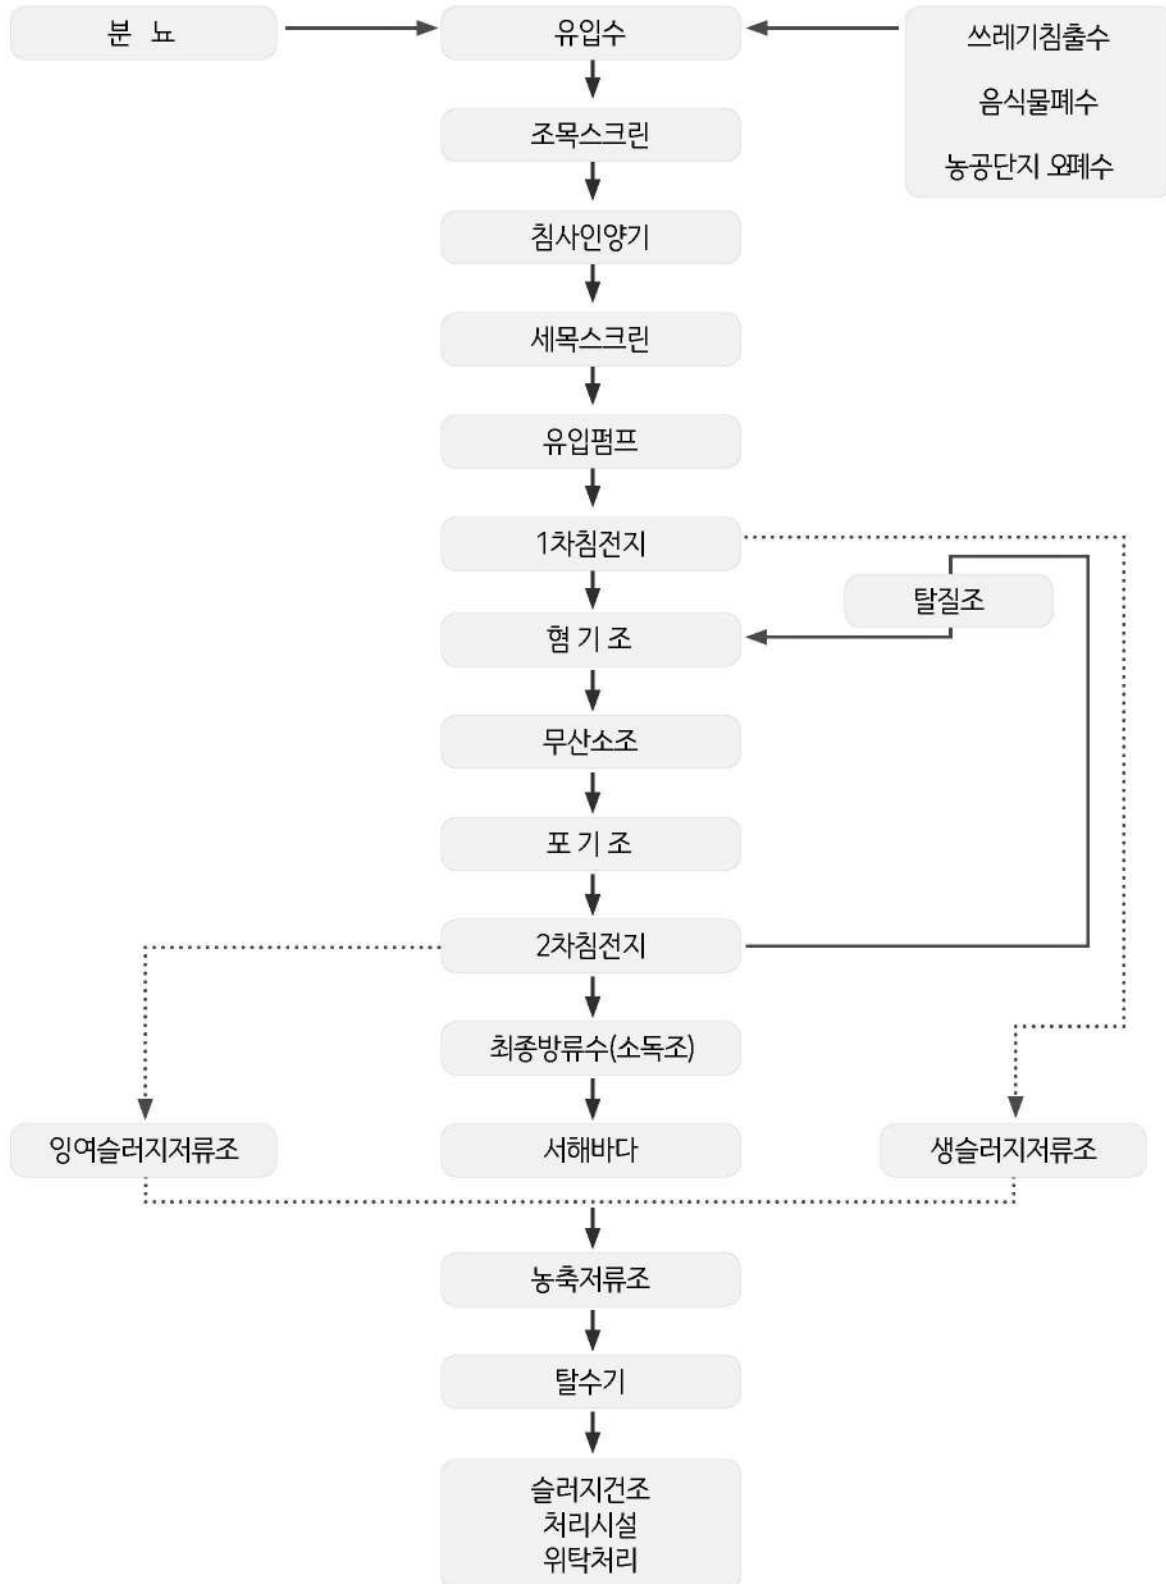 분 뇨
유입수
쓰레기침출수
음식물폐수
농공단지 오폐수
조목스크린
침사인양기
세목스크린
유입펌프
1차침전지
탈질조
혐 기 조
무산소조
포 기 조
2차침전지
최종방류수(소독조)
잉여슬러지저류조
서해바다
생슬러지저류조
농축저류조
탈수기
슬러지건조
처리시설
위탁처리